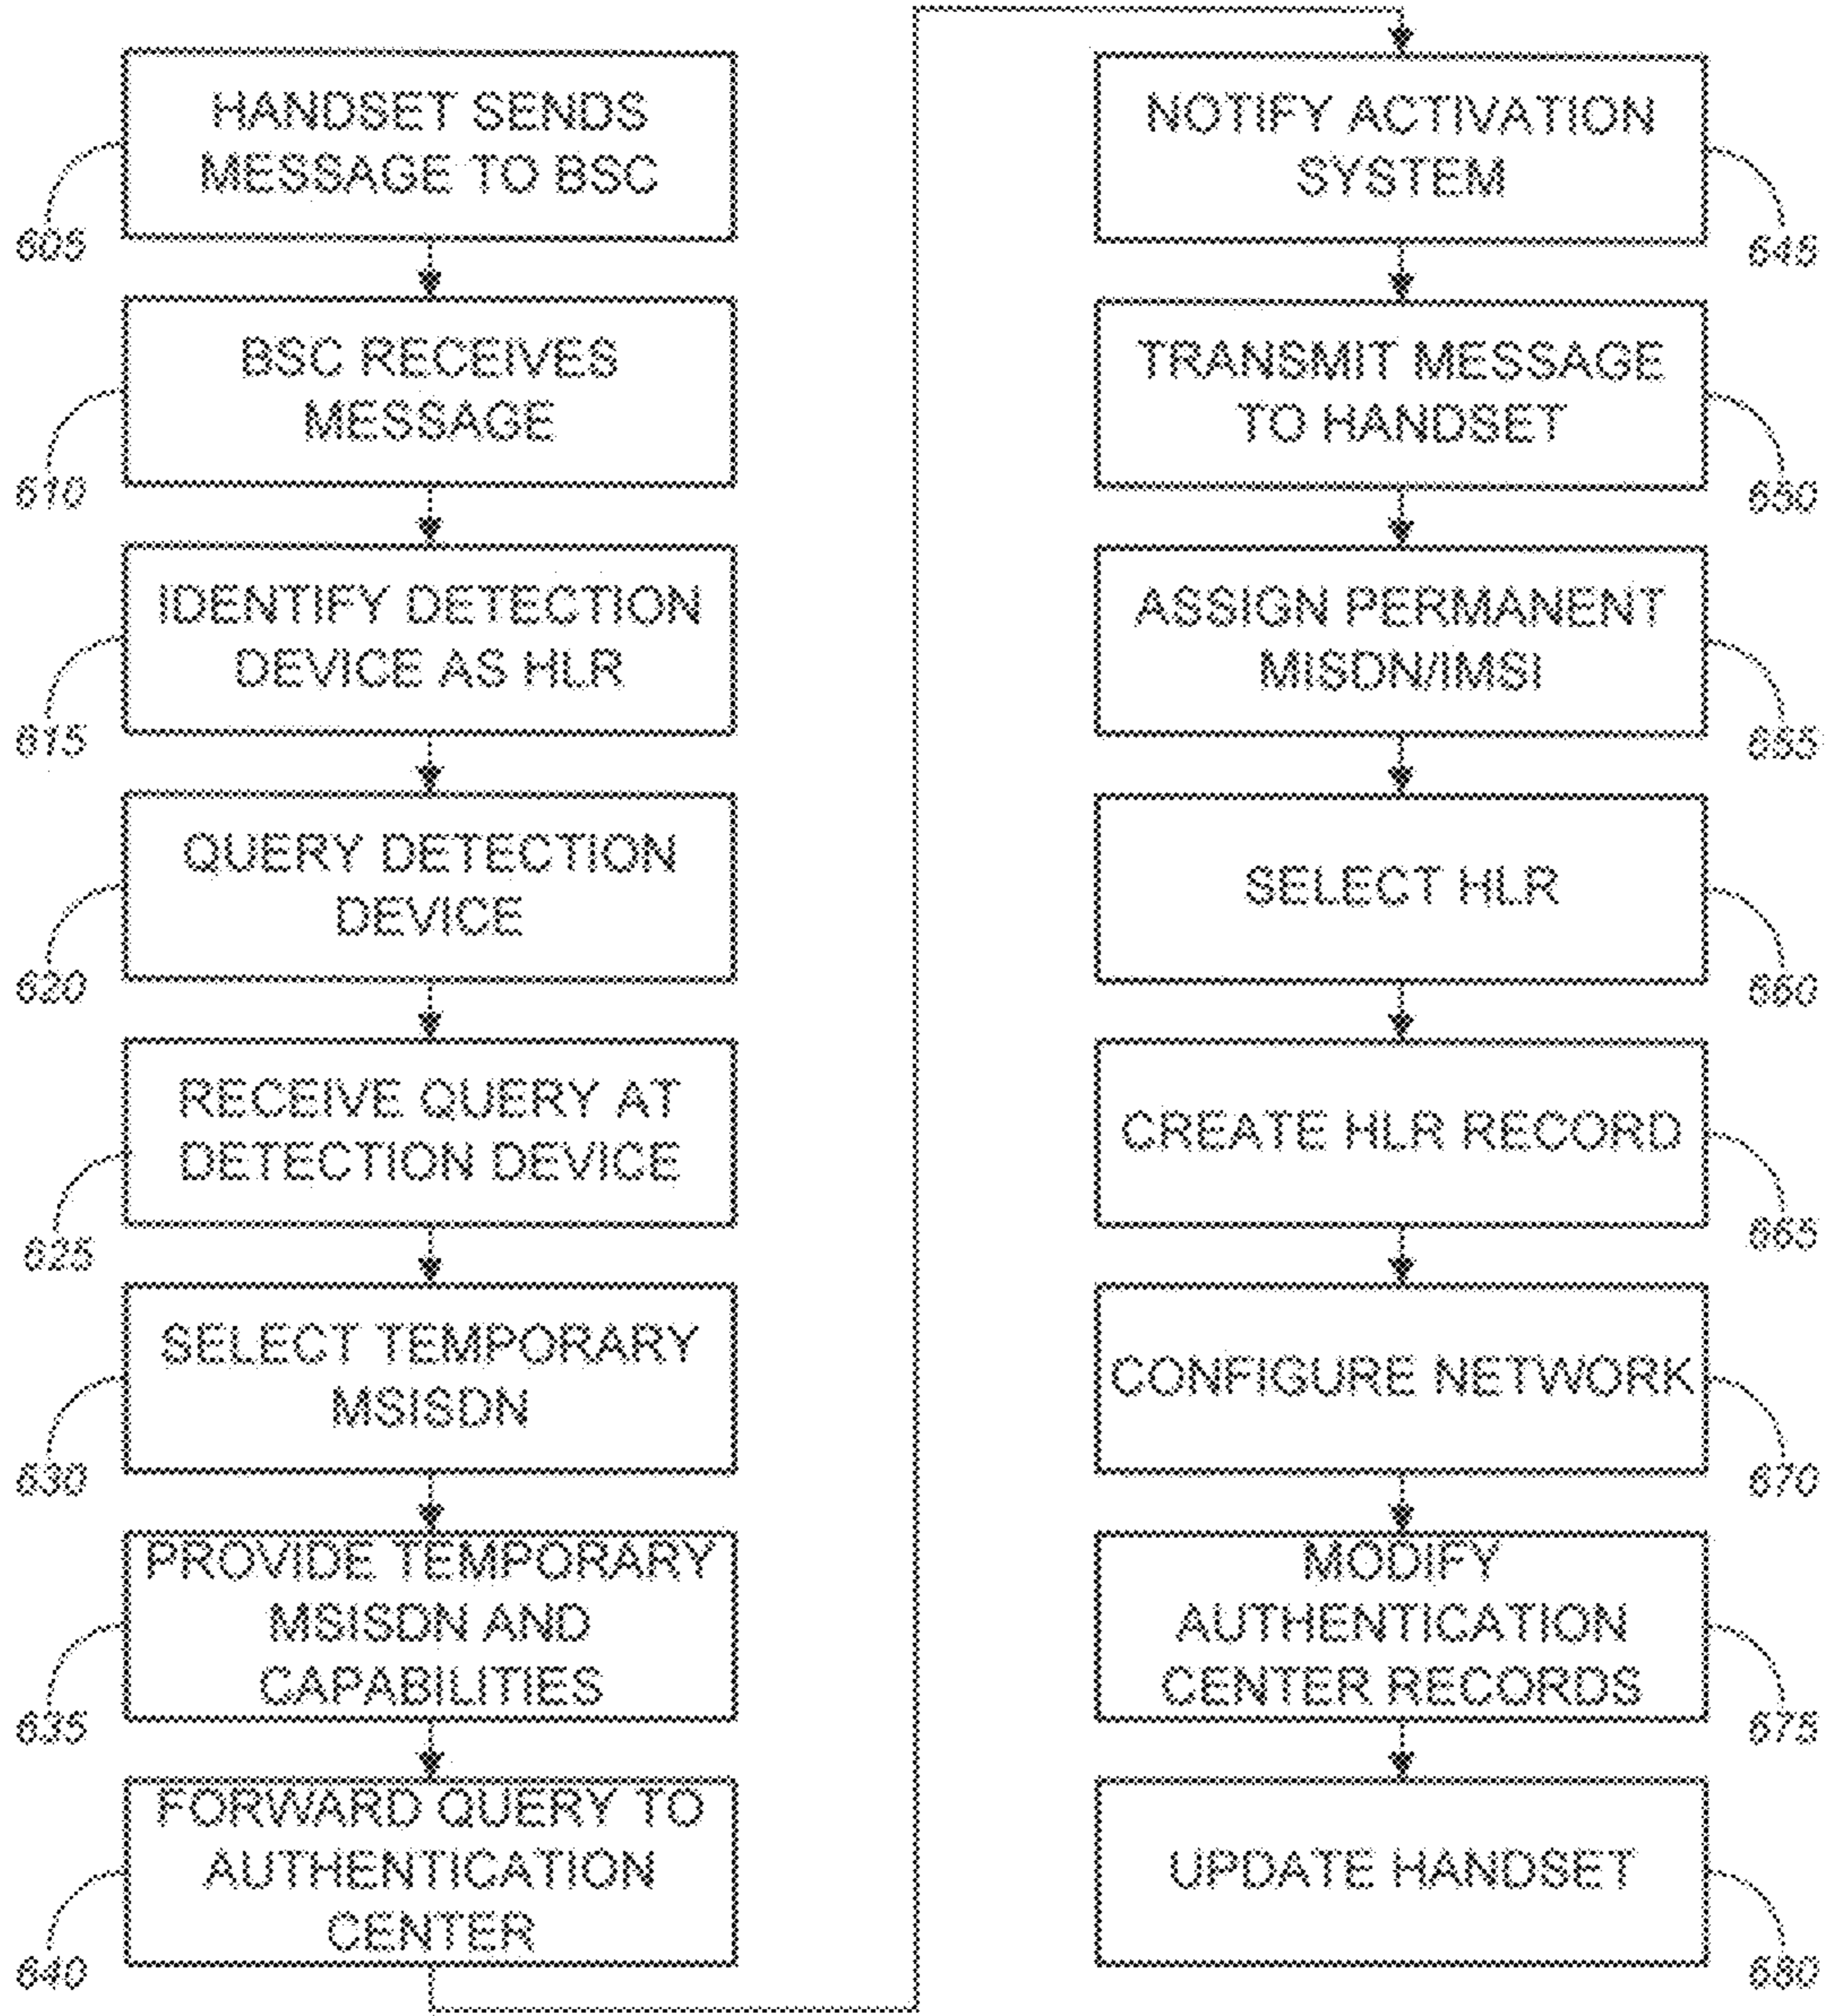 HANDSET SENDS
MESSAGE TO BSC
605
BSC RECEIVES
MESSAGE
610
IDENTIFY DETECTION
DEVICE AS HLR
615
QUERY DETECTION
DEVICE
620
RECEIVE QUERY AT
DETECTION DEVICE
625
SELECT TEMPORARY
MSISDN
630
PROVIDE TEMPORARY
MSISDN AND
CAPABILITIES
635
FORWARD QUERY TO
AUTHENTICATION
CENTER
640
NOTIFY ACTIVATION
SYSTEM
645
TRANSMIT MESSAGE
TO HANDSET
650
ASSIGN PERMANENT
MISDN/IMSI
655
SELECT HLR
660
CREATE HLR RECORD
665
CONFIGURE NETWORK
670
MODIFY
AUTHENTICATION
CENTER RECORDS
675
UPDATE HANDSET
680